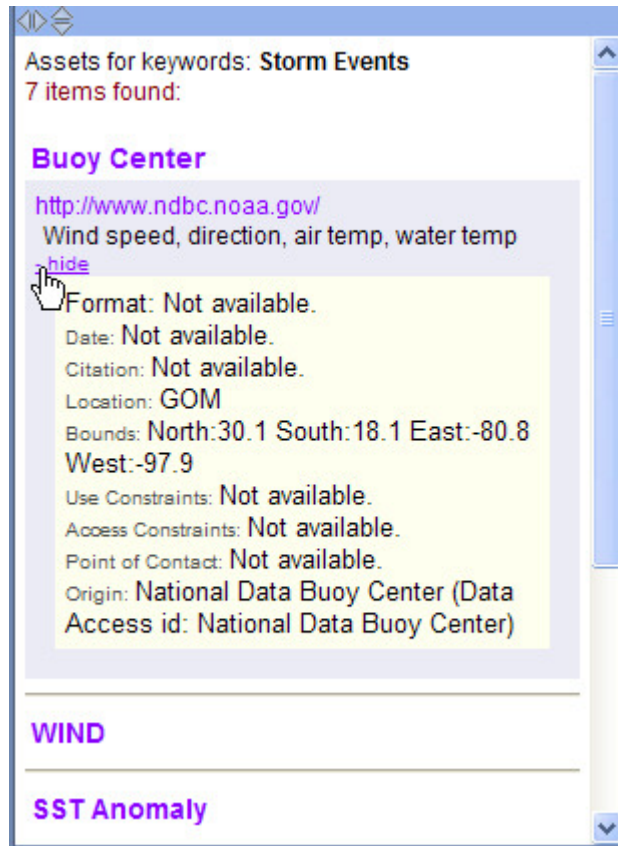 Assets for keywords: Storm Events
7 items found:
Buoy Center
http://www.ndbc.noaa.gov/
Wind speed, direction, air temp, water temp
- hide
Format: Not available.
Date: Not available.
Citation: Not available.
Location: GOM
Bounds: North:30.1 South:18.1 East:-80.8
West:-97.9
Use Constraints: Not available.
Access Constraints: Not available.
Point of Contact: Not available.
Origin: National Data Buoy Center (Data
Access id: National Data Buoy Center)
WIND
SST Anomaly